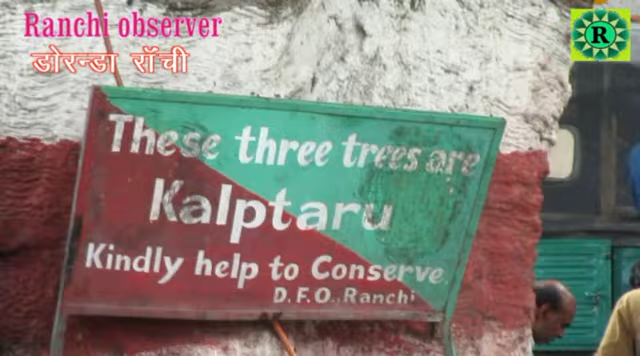 Ranchi observer
डोरन्डा रॉची
R
These three trees are
Kalptaru
Kindly help to Conserve.
D.F.O., Ranchi